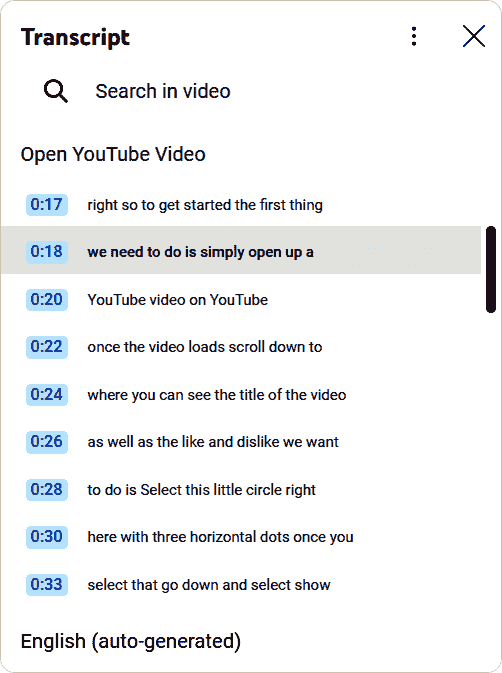 Transcript
Search in video
Open YouTube Video
0:17 right so to get started the first thing
0:18 we need to do is simply open up a
0:20 YouTube video on YouTube
0:22 once the video loads scroll down to
0:24 where you can see the title of the video
0:26 as well as the like and dislike we want
0:28 to do is Select this little circle right
0:30 here with three horizontal dots once you
0:33 select that go down and select show
English (auto-generated)